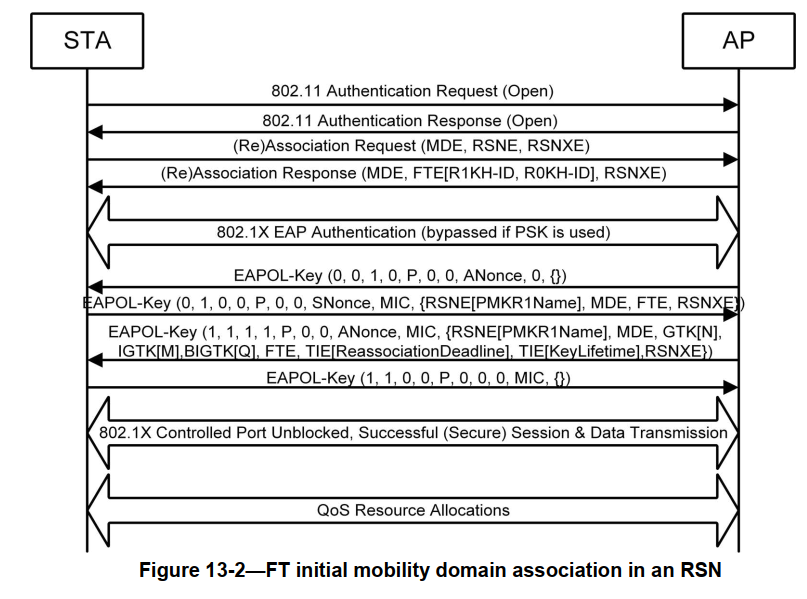 STA
AP
802.11 Authentication Request (Open)
802.11 Authentication Response (Open)
(Re)Association Request (MDE, RSNE, RSNXE)
(Re)Association Response (MDE, FTE[R1KH-ID, R0KH-ID], RSNXE)
802.1X EAP Authentication (bypassed if PSK is used)
EAPOL-Key (0, 0, 1, 0, P, 0, 0, ANonce, 0, {})
EAPOL-Key (0, 1, 0, 0, P, 0, 0, SNonce, MIC, {RSNE[PMKR1Name], MDE, FTE, RSNXE})
EAPOL-Key (1, 1, 1, 1, P, 0, 0, ANonce, MIC, {RSNE[PMKR1Name], MDE, GTK[N],
IGTK[M],BIGTK[Q], FTE, TIE[ReassociationDeadline], TIE[KeyLifetime],RSNXE})
EAPOL-Key (1, 1, 0, 0, P, 0, 0, 0, MIC, {})
802.1X Controlled Port Unblocked, Successful (Secure) Session & Data Transmission
QoS Resource Allocations
Figure 13-2—FT initial mobility domain association in an RSN